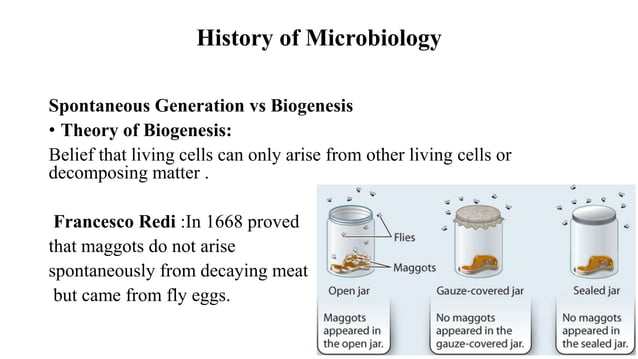 History of Microbiology
Spontaneous Generation vs Biogenesis
• Theory of Biogenesis:
Belief that living cells can only arise from other living cells or
decomposing matter .
Francesco Redi :In 1668 proved
that maggots do not arise
spontaneously from decaying meat
but came from fly eggs.
Flies
Maggots
Open jar
Gauze-covered jar
Sealed jar
Maggots
appeared in
the open jar.
No maggots
appeared in the
gauze-covered jar.
No maggots
appeared in
the sealed jar.